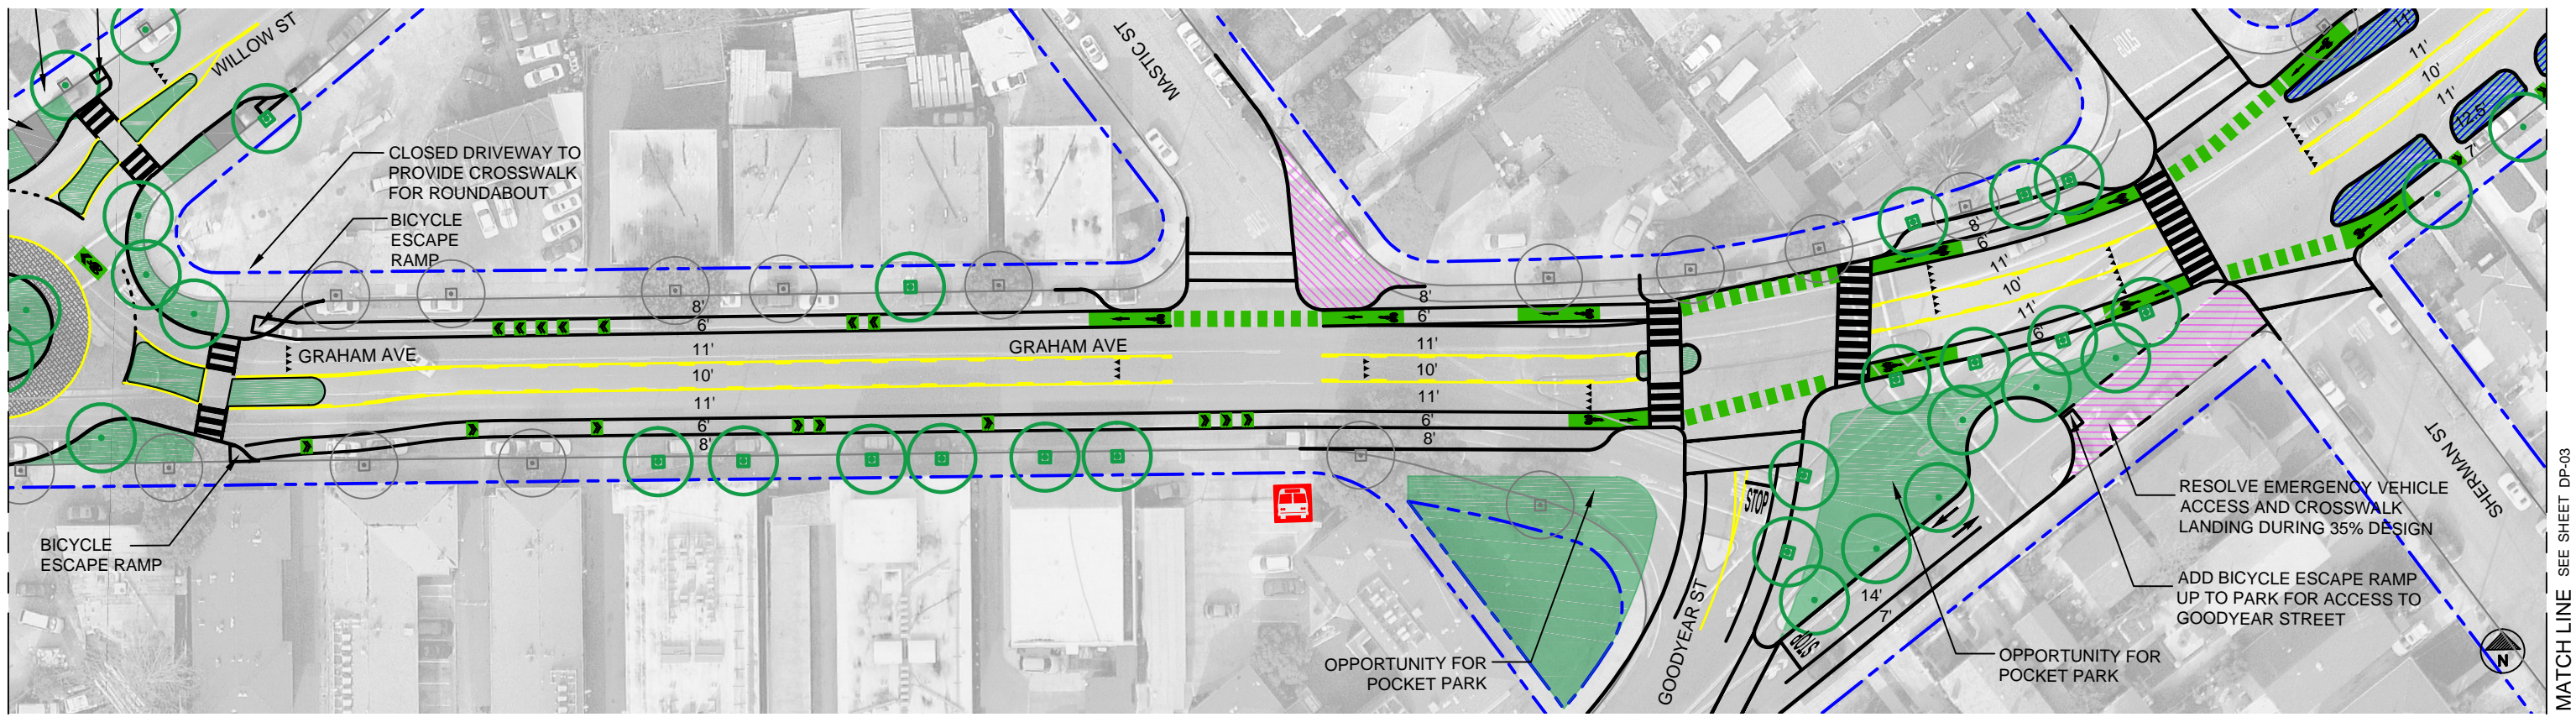 WILLOW ST
MASTIC ST
STOP
11'
11'
10'
11'
12.5'
7'
CLOSED DRIVEWAY TO
PROVIDE CROSSWALK
FOR ROUNDABOUT
BICYCLE
ESCAPE
RAMP
8'
6'
11'
10'
11'
8'
6'
GRAHAM AVE
11'
10'
11'
6'
8'
GRAHAM AVE
8'
6'
11'
10'
11'
6'
8'
BICYCLE
ESCAPE RAMP
STOP
GOODYEAR ST
STOP
14'
7'
OPPORTUNITY FOR
POCKET PARK
OPPORTUNITY FOR
POCKET PARK
RESOLVE EMERGENCY VEHICLE
ACCESS AND CROSSWALK
LANDING DURING 35% DESIGN
ADD BICYCLE ESCAPE RAMP
UP TO PARK FOR ACCESS TO
GOODYEAR STREET
SHERMAN ST
N
MATCH LINE SEE SHEET DP-03